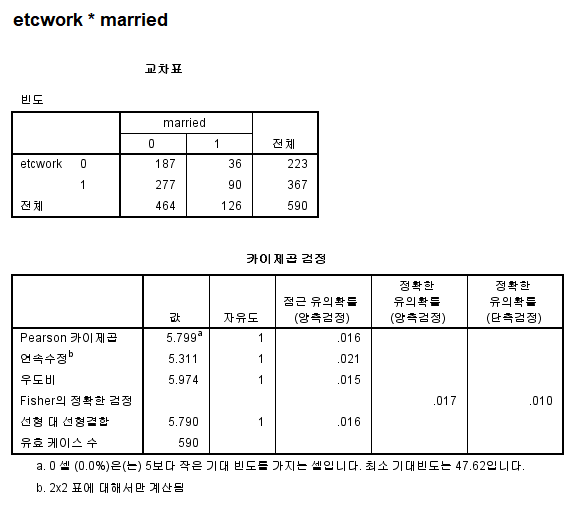 etcwork * married
교차표
빈도
married
0 1 전체
etcwork 0 187 36 223
1 277 90 367
전체 464 126 590
카이제곱 검정
값 자유도 점근 유의확률 (양측검정) 정확한 유의확률 (양측검정) 정확한 유의확률 (단측검정)
Pearson 카이제곱 5.799a 1 .016
연속수정b 5.311 1 .021
우도비 5.974 1 .015
Fisher의 정확한 검정 .017 .010
선형 대 선형결합 5.790 1 .016
유효 케이스 수 590
a. 0 셀 (0.0%)은(는) 5보다 작은 기대 빈도를 가지는 셀입니다. 최소 기대빈도는 47.62입니다.
b. 2x2 표에 대해서만 계산됨